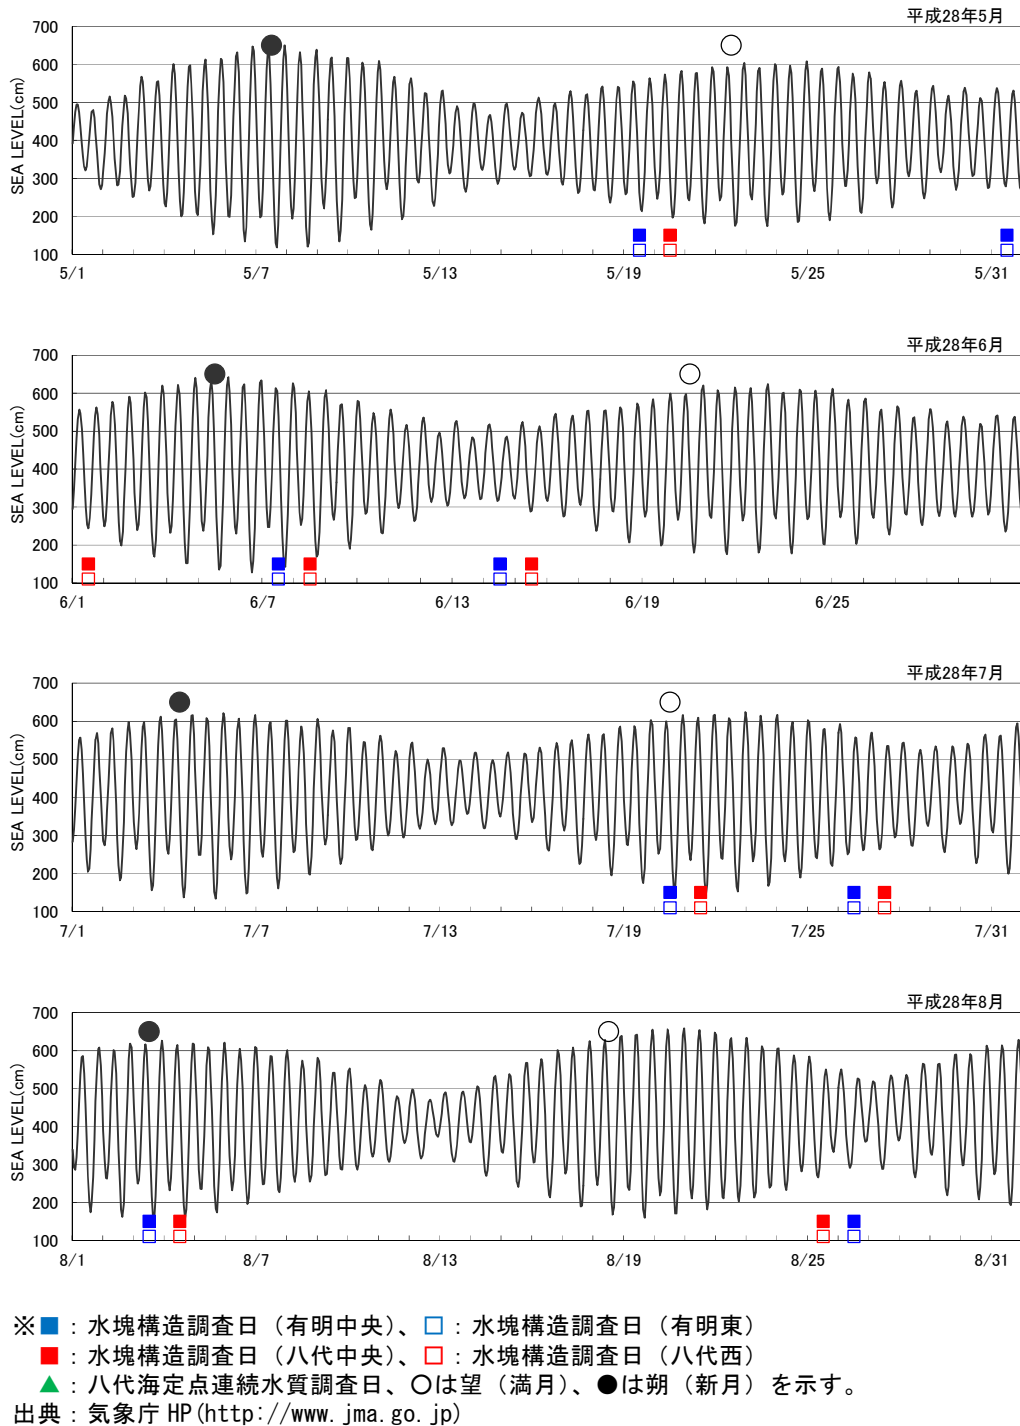 平成28年5月
SEA LEVEL(cm)
700
600
500
400
300
200
100
5/1 5/7 5/13 5/19 5/25 5/31
平成28年6月
SEA LEVEL(cm)
700
600
500
400
300
200
100
6/1 6/7 6/13 6/19 6/25
平成28年7月
SEA LEVEL(cm)
700
600
500
400
300
200
100
7/1 7/7 7/13 7/19 7/25 7/31
平成28年8月
SEA LEVEL(cm)
700
600
500
400
300
200
100
8/1 8/7 8/13 8/19 8/25 8/31
※■：水塊構造調査日（有明中央）、□：水塊構造調査日（有明東）
■：水塊構造調査日（八代中央）、□：水塊構造調査日（八代西）
▲：八代海定点連続水質調査日、○は望（満月）、●は朔（新月）を示す。
出典：気象庁HP(http://www.jma.go.jp)